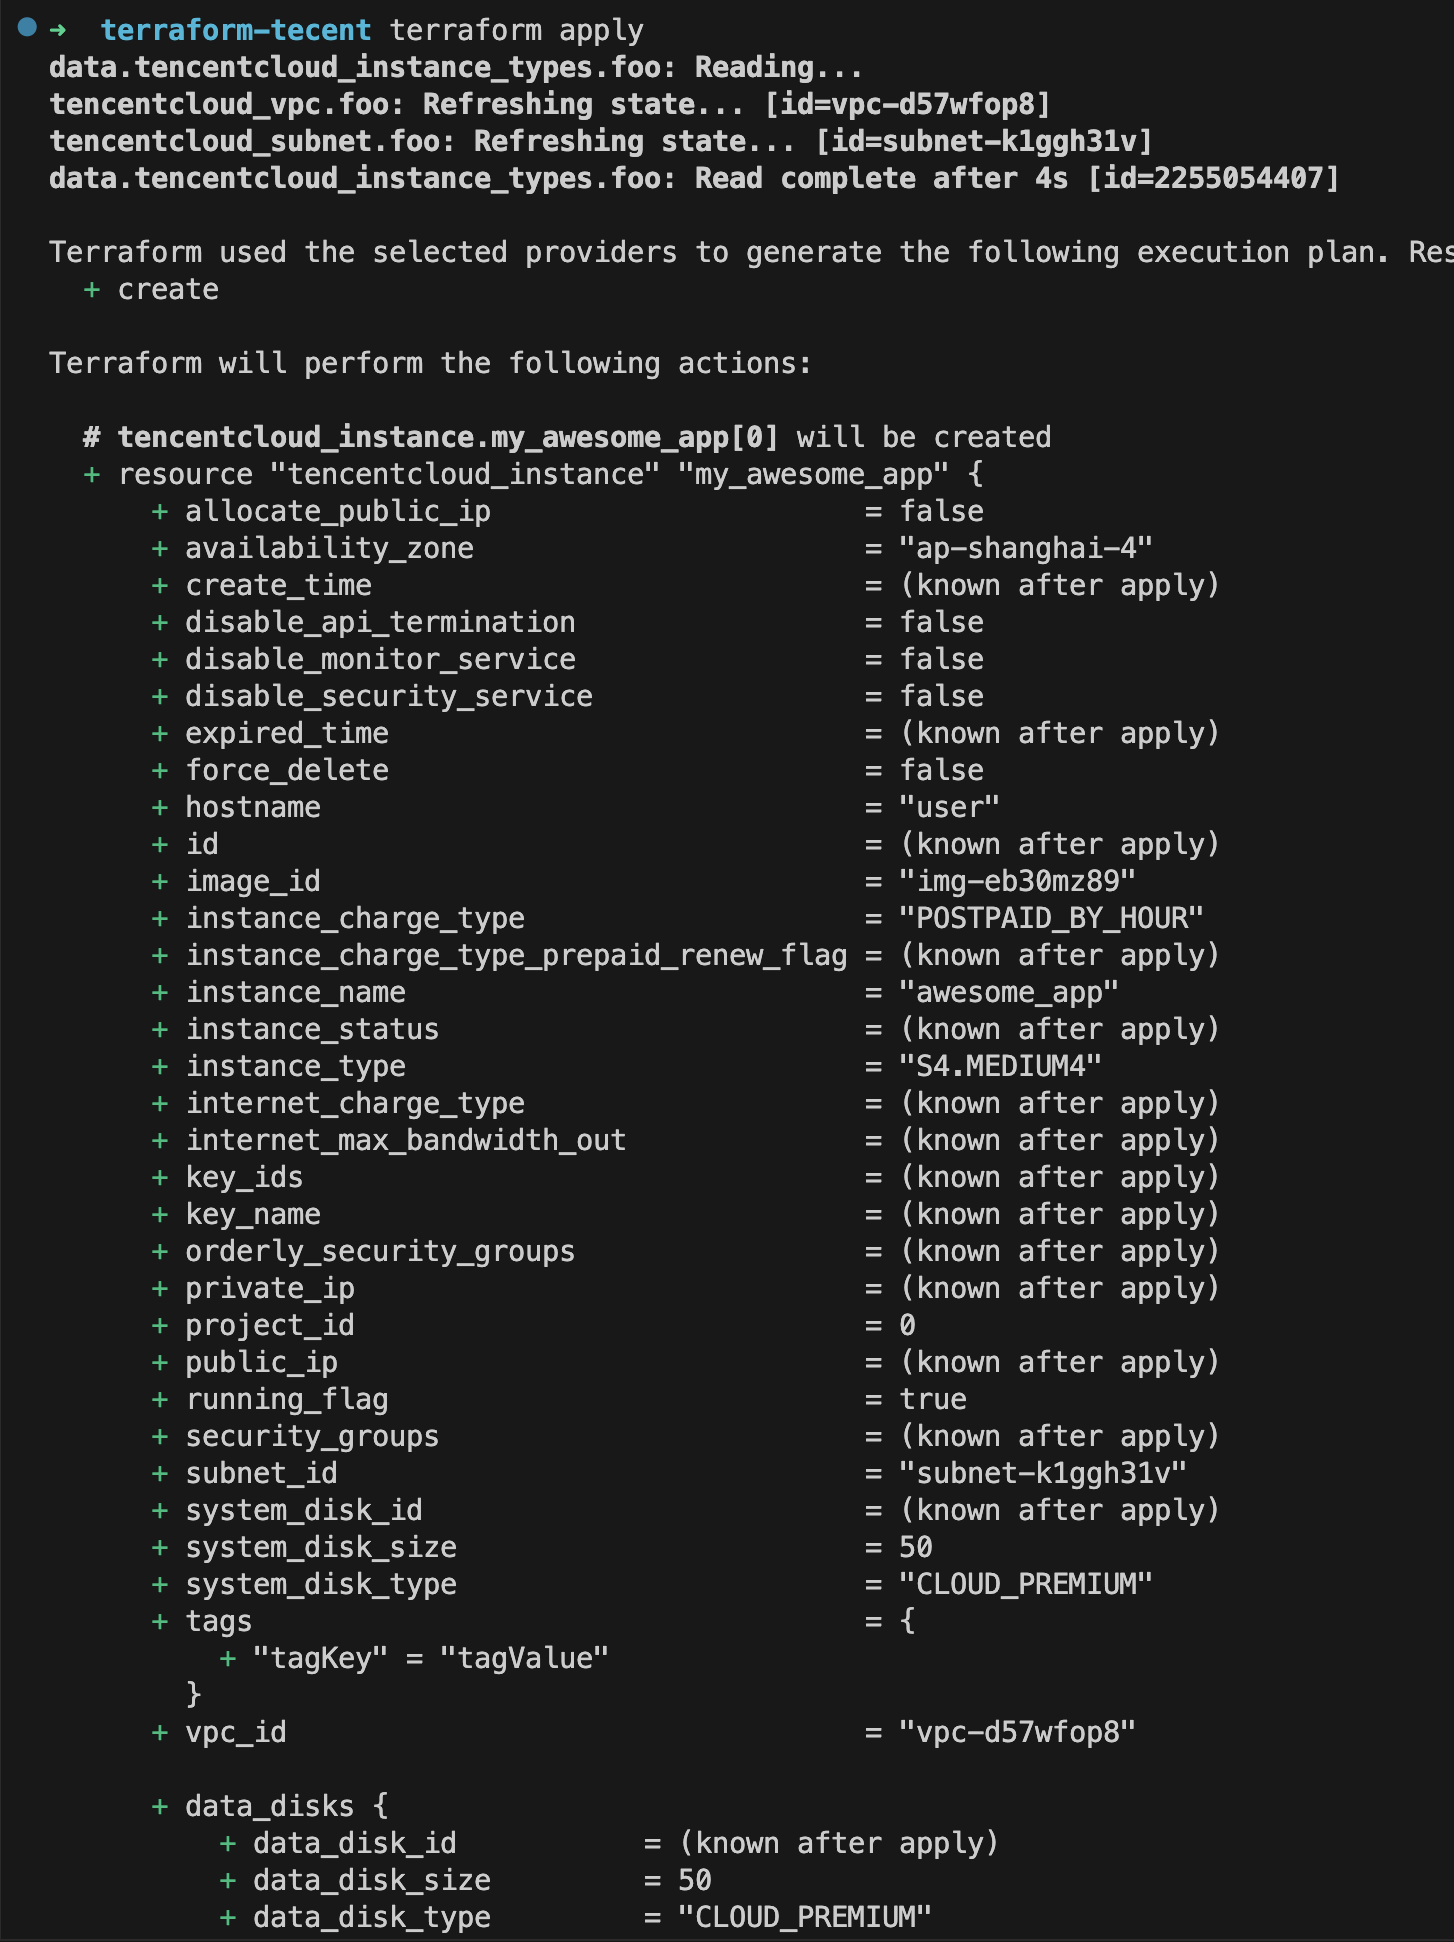 ➜  terraform-tecent terraform apply
data.tencentcloud_instance_types.foo: Reading...
tencentcloud_vpc.foo: Refreshing state... [id=vpc-d57wfop8]
tencentcloud_subnet.foo: Refreshing state... [id=subnet-k1ggh31v]
data.tencentcloud_instance_types.foo: Read complete after 4s [id=2255054407]

Terraform used the selected providers to generate the following execution plan. Res
  + create

Terraform will perform the following actions:

  # tencentcloud_instance.my_awesome_app[0] will be created
  + resource "tencentcloud_instance" "my_awesome_app" {
      + allocate_public_ip                      = false
      + availability_zone                       = "ap-shanghai-4"
      + create_time                             = (known after apply)
      + disable_api_termination                 = false
      + disable_monitor_service                 = false
      + disable_security_service                = false
      + expired_time                            = (known after apply)
      + force_delete                            = false
      + hostname                                = "user"
      + id                                      = (known after apply)
      + image_id                                = "img-eb30mz89"
      + instance_charge_type                    = "POSTPAID_BY_HOUR"
      + instance_charge_type_prepaid_renew_flag = (known after apply)
      + instance_name                           = "awesome_app"
      + instance_status                         = (known after apply)
      + instance_type                           = "S4.MEDIUM4"
      + internet_charge_type                    = (known after apply)
      + internet_max_bandwidth_out              = (known after apply)
      + key_ids                                 = (known after apply)
      + key_name                                = (known after apply)
      + orderly_security_groups                 = (known after apply)
      + private_ip                              = (known after apply)
      + project_id                              = 0
      + public_ip                               = (known after apply)
      + running_flag                            = true
      + security_groups                         = (known after apply)
      + subnet_id                               = "subnet-k1ggh31v"
      + system_disk_id                          = (known after apply)
      + system_disk_size                        = 50
      + system_disk_type                        = "CLOUD_PREMIUM"
      + tags                                    = {
          + "tagKey" = "tagValue"
        }
      + vpc_id                                  = "vpc-d57wfop8"

      + data_disks {
          + data_disk_id           = (known after apply)
          + data_disk_size         = 50
          + data_disk_type         = "CLOUD_PREMIUM"